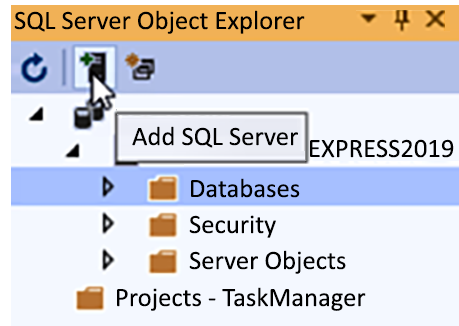 SQL Server Object Explorer
Add SQL Server
EXPRESS2019
Databases
Security
Server Objects
Projects - TaskManager